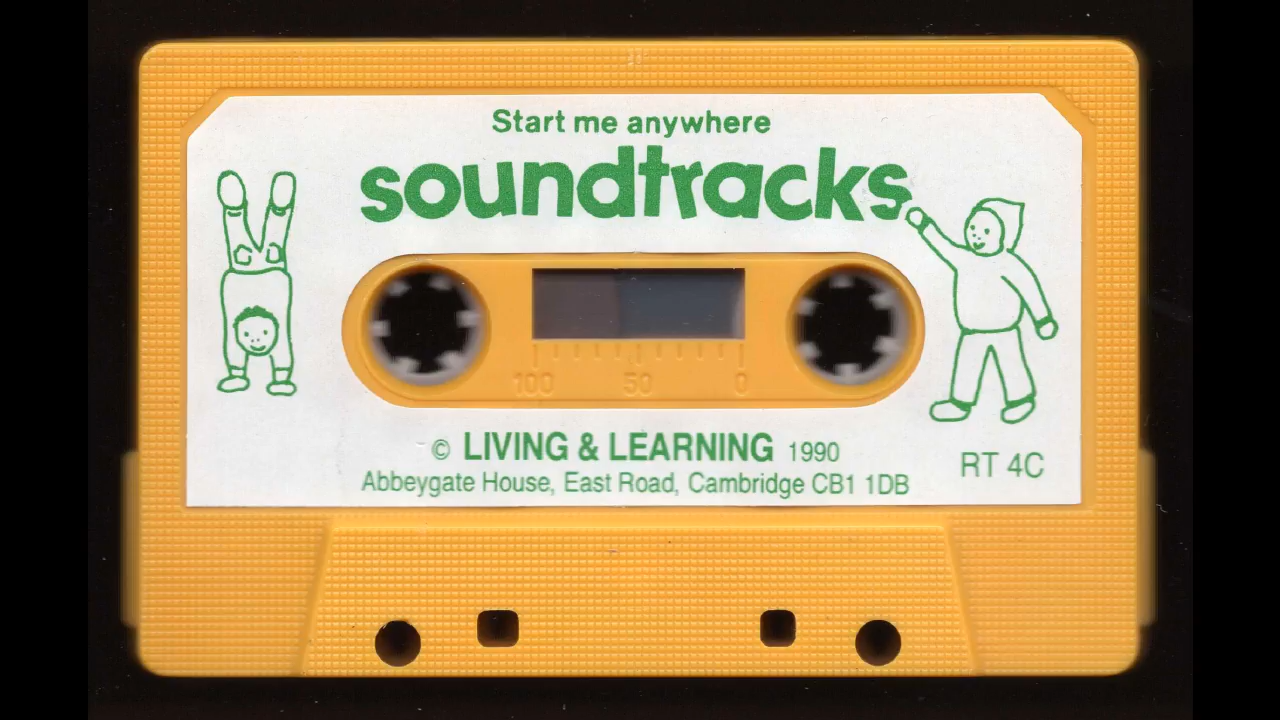 Start me anywhere
soundtracks
100 50 0
© LIVING & LEARNING 1990
Abbeygate House, East Road, Cambridge CB1 1DB
RT 4C